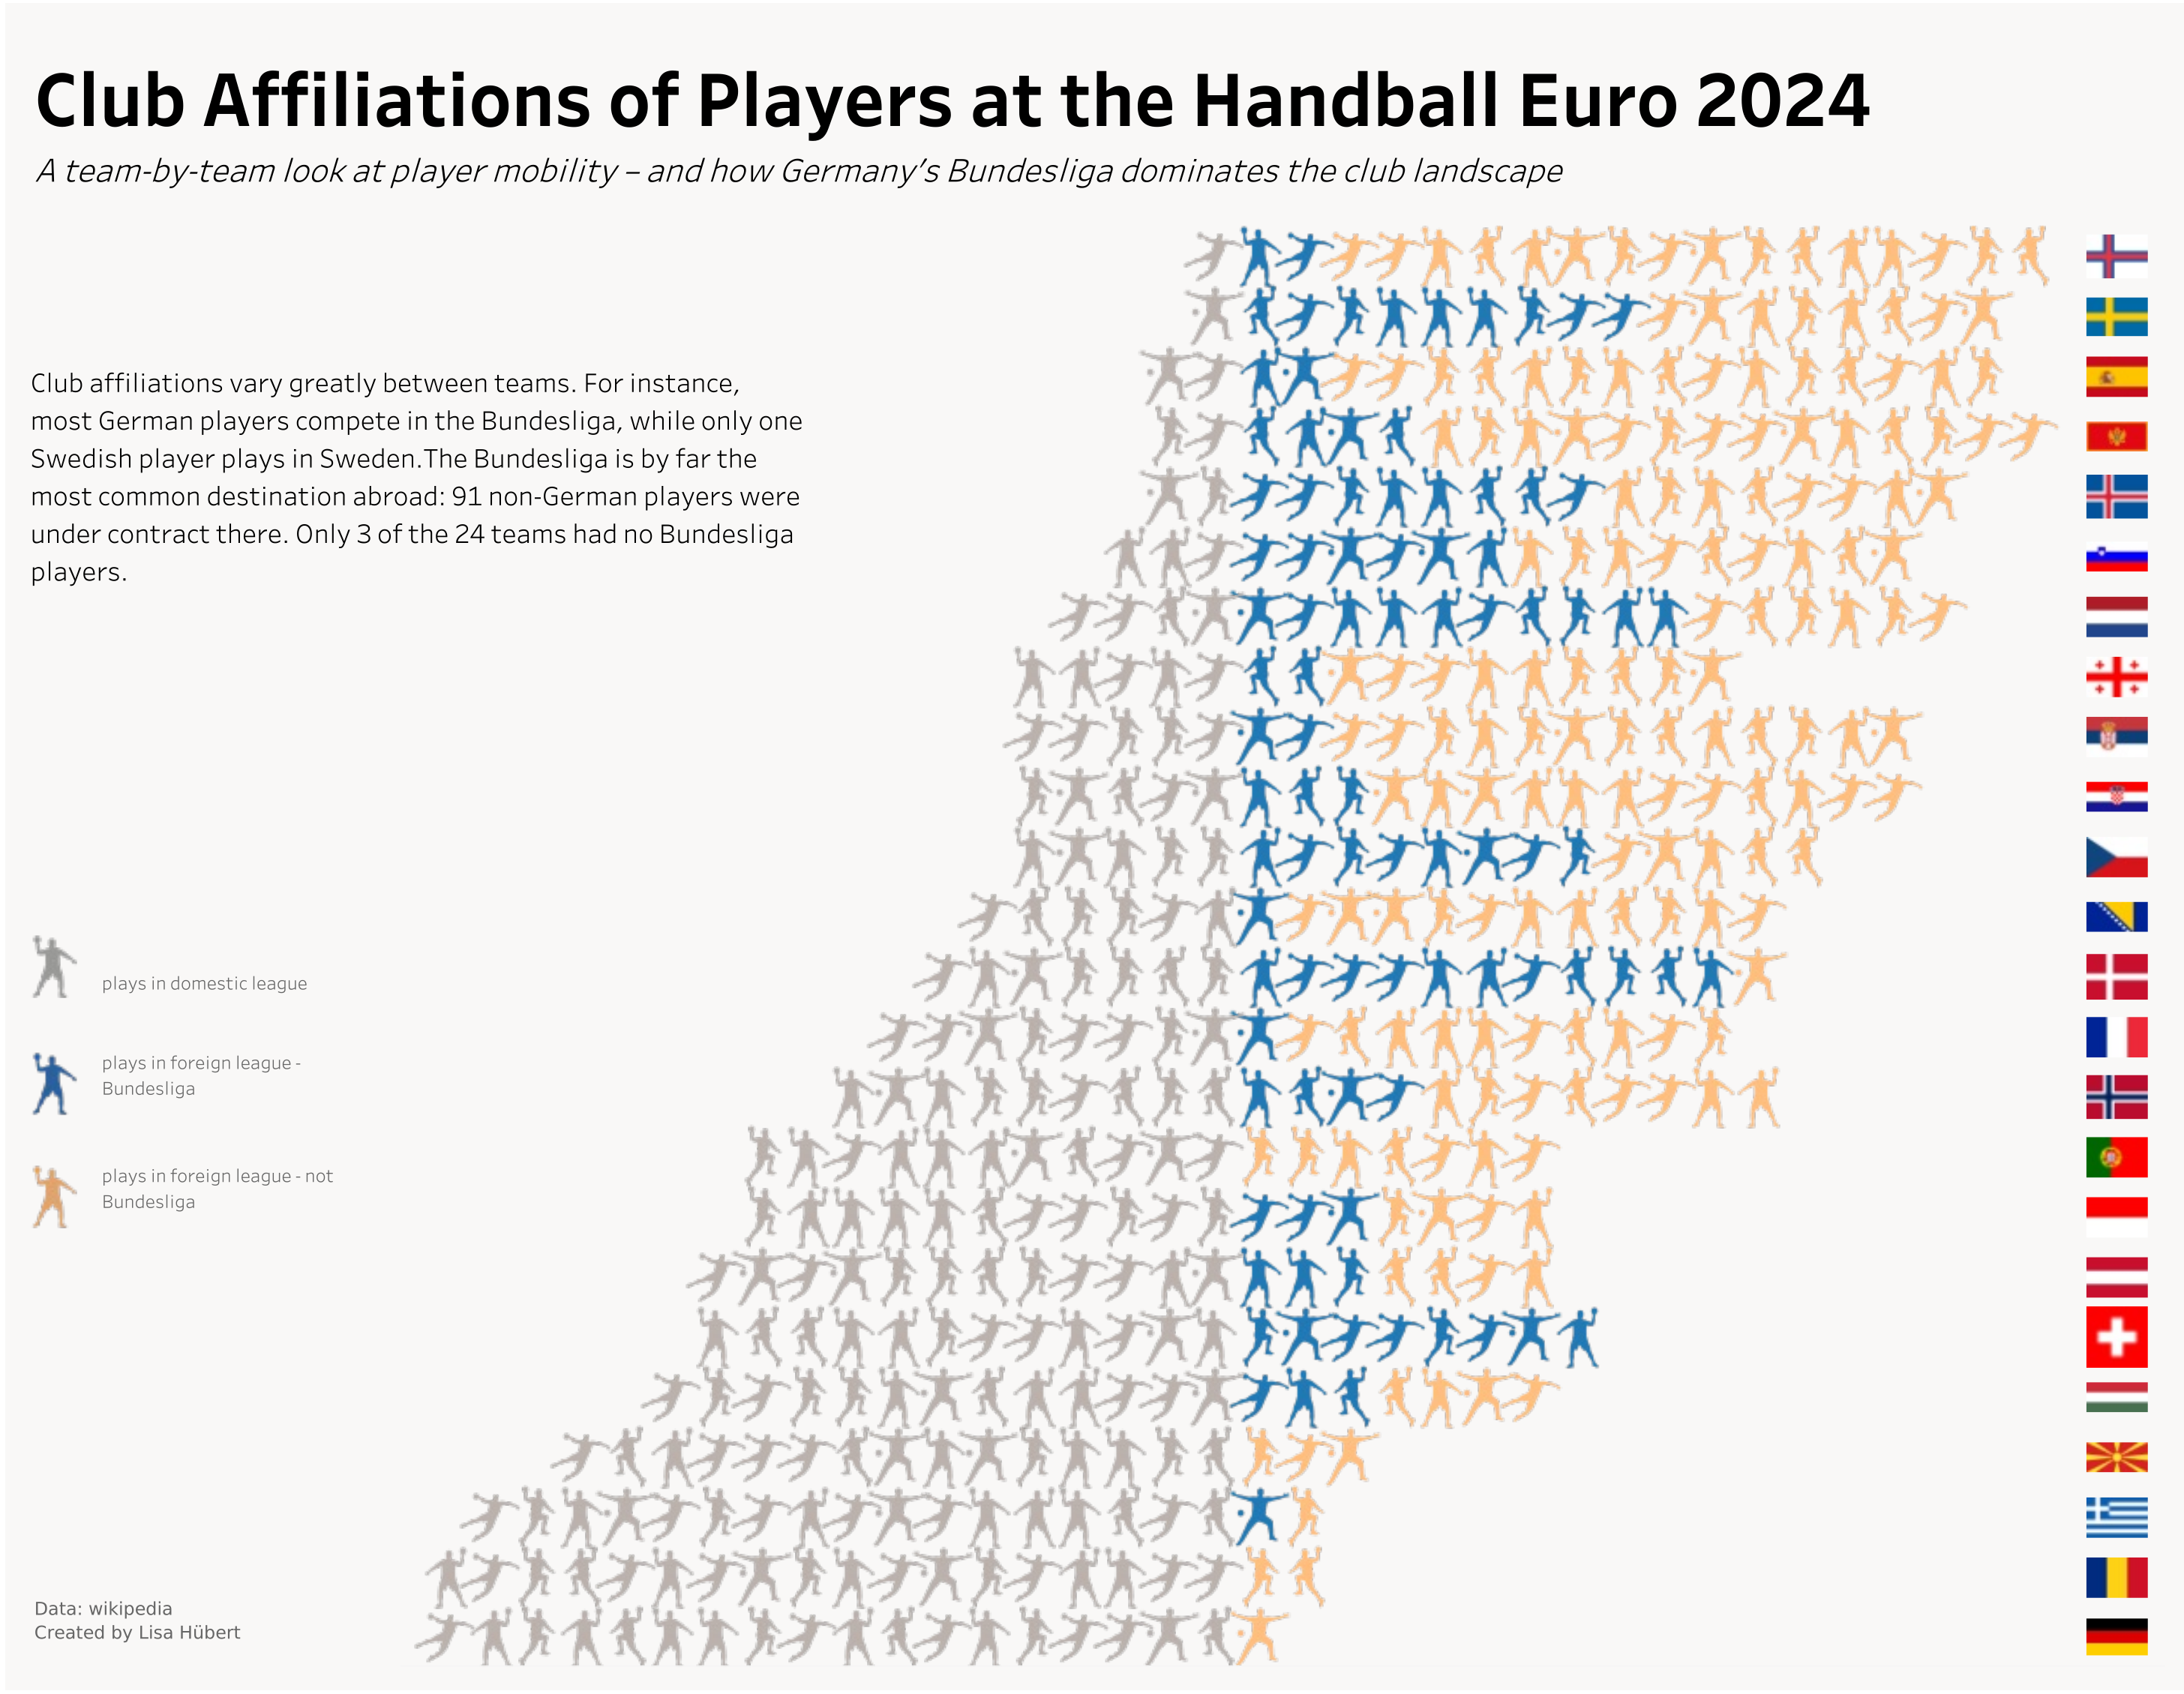 Club Affiliations of Players at the Handball Euro 2024
A team-by-team look at player mobility – and how Germany's Bundesliga dominates the club landscape
Club affiliations vary greatly between teams. For instance,
most German players compete in the Bundesliga, while only one
Swedish player plays in Sweden.The Bundesliga is by far the
most common destination abroad: 91 non-German players were
under contract there. Only 3 of the 24 teams had no Bundesliga
players.
plays in domestic league
plays in foreign league -
Bundesliga
plays in foreign league - not
Bundesliga
Data: wikipedia
Created by Lisa Hübert